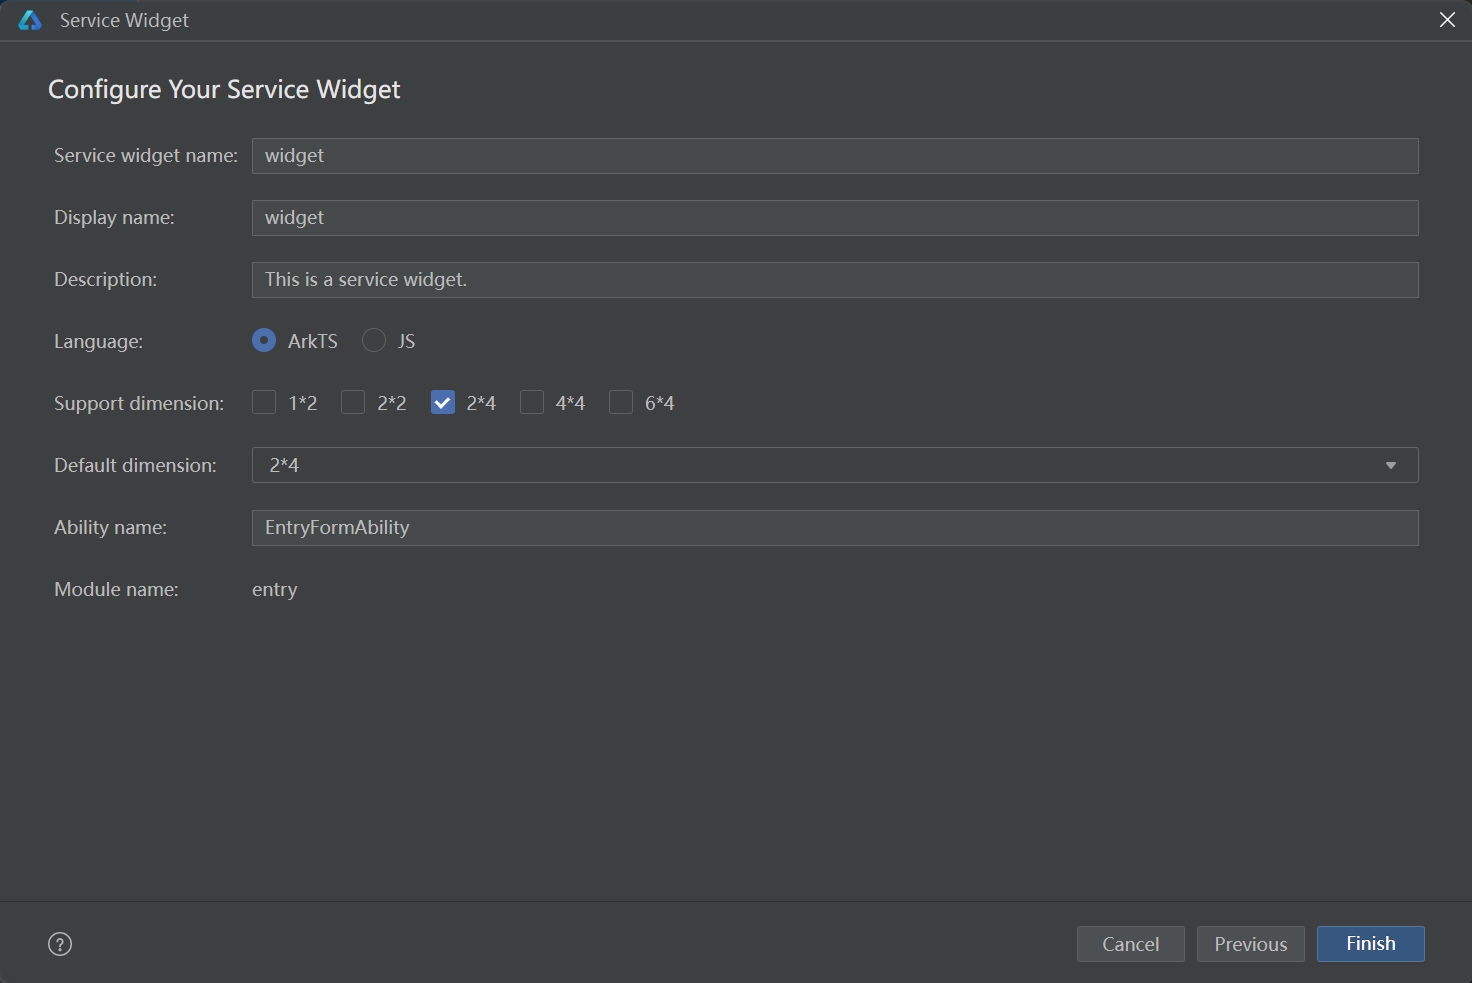 Service Widget
Configure Your Service Widget
Service widget name: widget
Display name: widget
Description: This is a service widget.
Language: ArkTS JS
Support dimension: 1*2 2*2 2*4 4*4 6*4
Default dimension: 2*4
Ability name: EntryFormAbility
Module name: entry
? Cancel Previous Finish